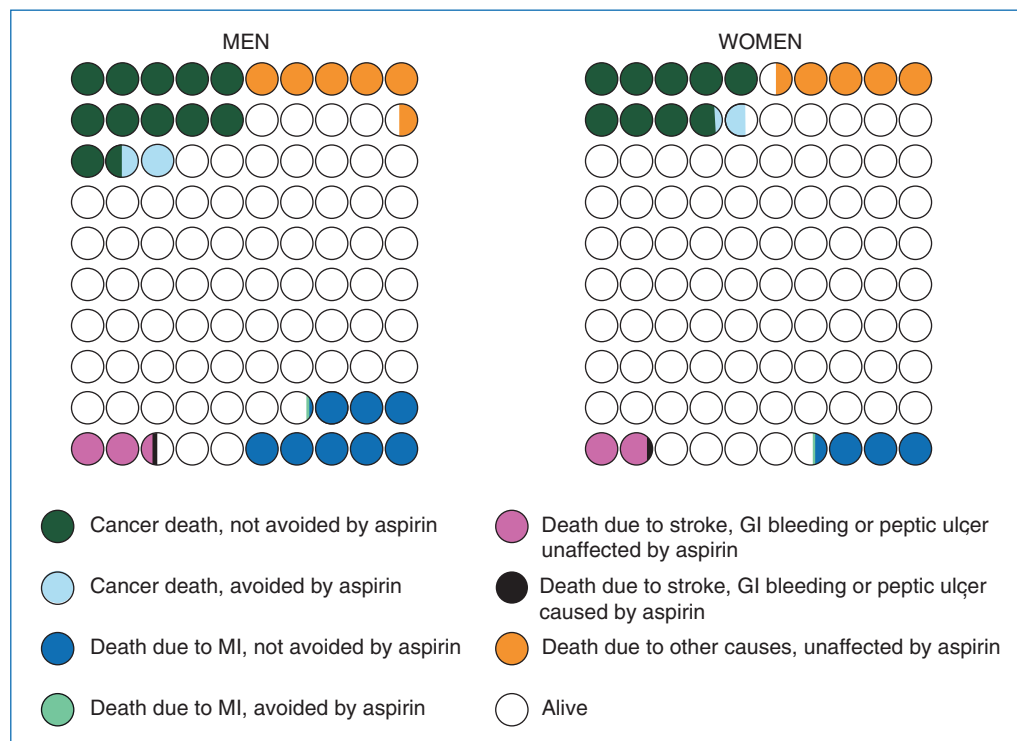 MEN
WOMEN
Cancer death, not avoided by aspirin
Cancer death, avoided by aspirin
Death due to MI, not avoided by aspirin
Death due to MI, avoided by aspirin
Death due to stroke, GI bleeding or peptic ulçer
unaffected by aspirin
Death due to stroke, GI bleeding or peptic ulçer
caused by aspirin
Death due to other causes, unaffected by aspirin
Alive